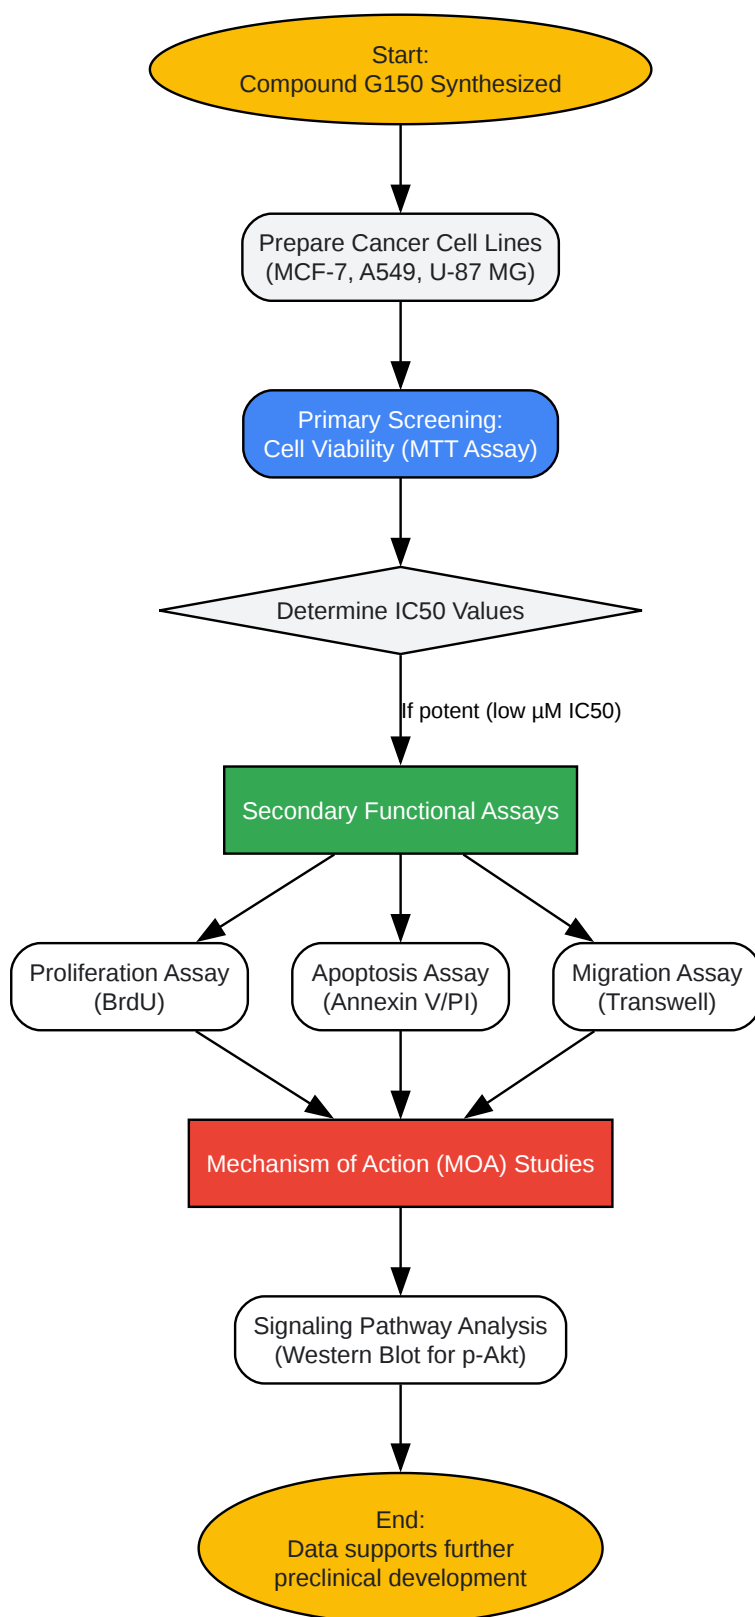 Start:
Compound G150 Synthesized
Prepare Cancer Cell Lines
(MCF-7, A549, U-87 MG)
Primary Screening:
Cell Viability (MTT Assay)
Determine IC50 Values
If potent (low µM IC50)
Secondary Functional Assays
Proliferation Assay
(BrdU)
Apoptosis Assay
(Annexin V/PI)
Migration Assay
(Transwell)
Mechanism of Action (MOA) Studies
Signaling Pathway Analysis
(Western Blot for p-Akt)
End:
Data supports further
preclinical development